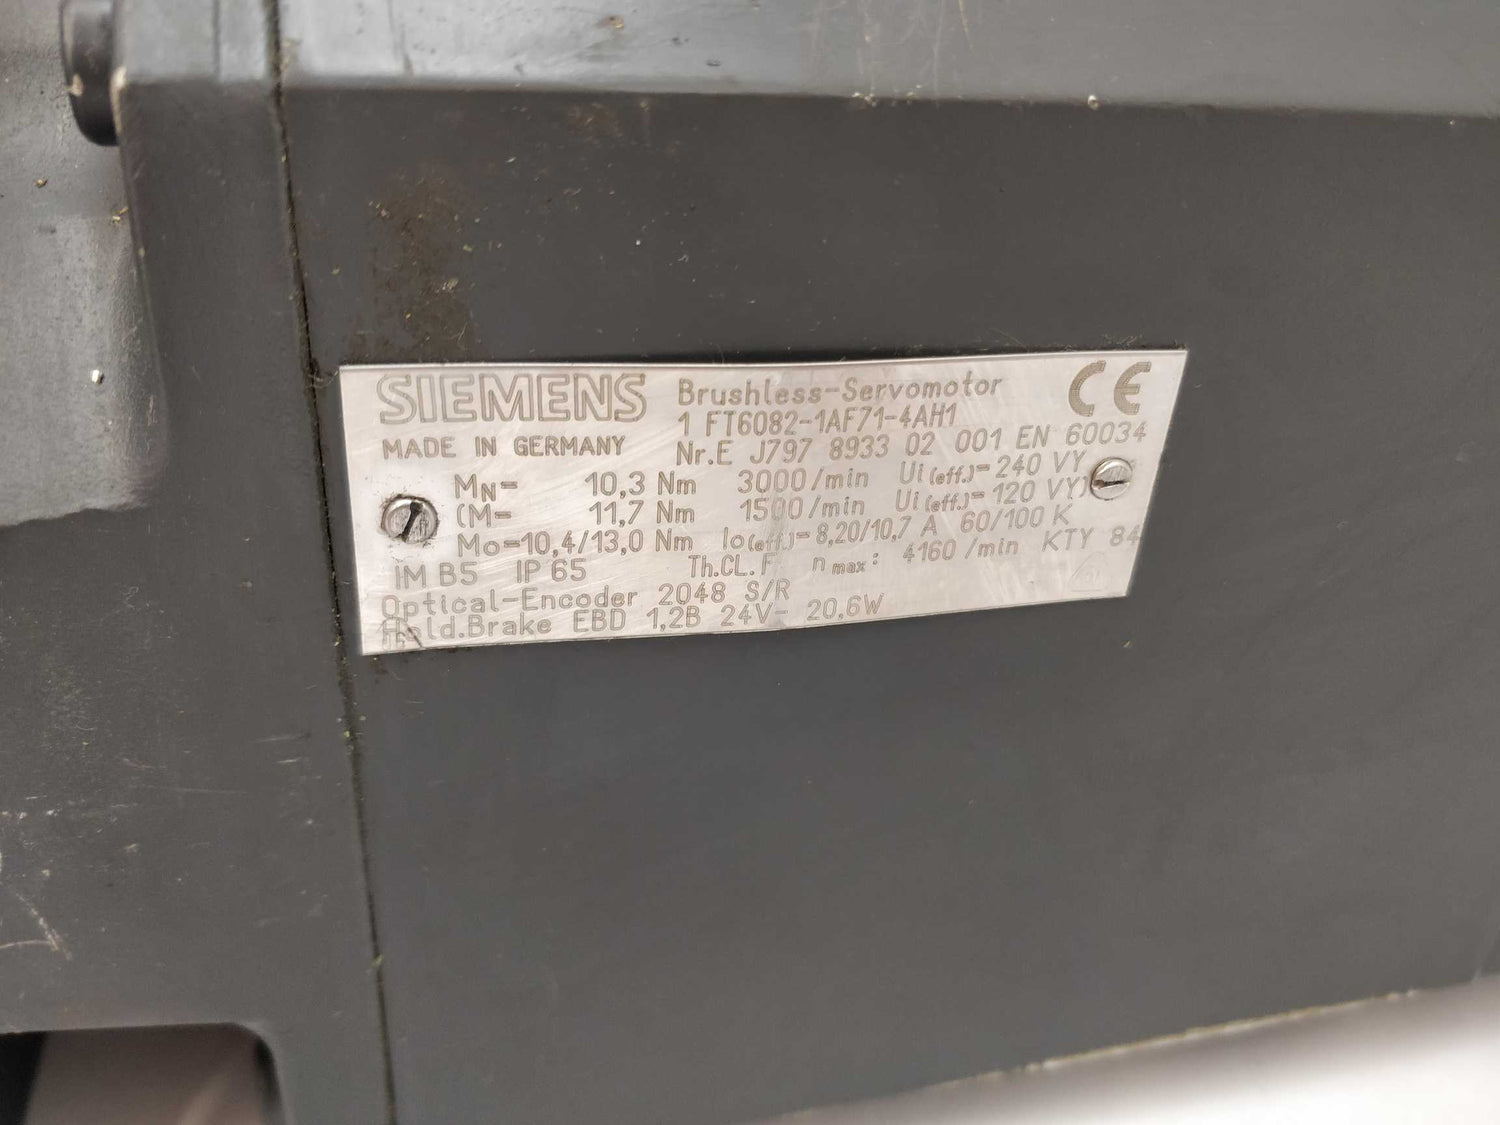 SIEMENS Brushless-Servomotor CE
1 FT6082-1AF71-4AH1
MADE IN GERMANY Nr.E J797 8933 02 001 EN 60034
MN= 10,3 Nm 3000/min Ui(eff.)=240 VY
(M= 11,7 Nm 1500/min Ui(eff.)=120 VY)
Mo=10,4/13,0 Nm Io(eff.)=8,20/10,7 A 60/100 K
IM B5 IP 65 Th.CL.F nmax: 4160/min KTY 84
Optical-Encoder 2048 S/R
Hold.Brake EBD 1,2B 24V= 20,6W